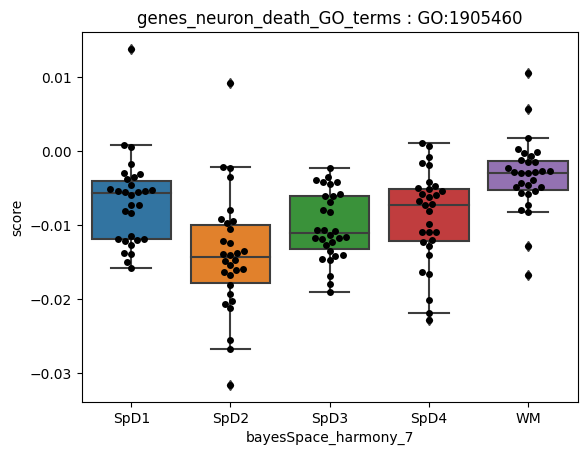 genes_neuron_death_GO_terms : GO:1905460
0.01
0.00
−0.01
−0.02
−0.03
score
SpD1 SpD2 SpD3 SpD4 WM
bayesSpace_harmony_7